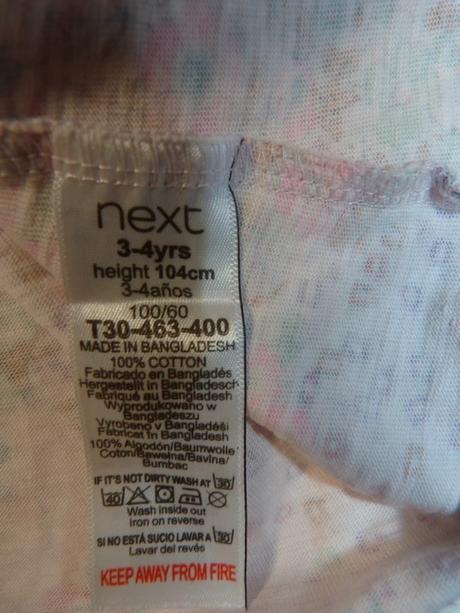 next
3-4yrs
height 104cm
3-4años
100/60
T30-463-400
MADE IN BANGLADESH
100% COTTON
Fabricado en Bangladés
Hergestellt in Bangladesch
Fabriqué au Bangladesh
Wyprodukowano w
Bangladeszu
Vyrobeno v Bangladéši
Fabricat în Bangladesh
100% Algodón/Baumwolle/
Coton/Bawełna/Bavlna/
Bumbac
IF IT'S NOT DIRTY WASH AT 30
40
Wash inside out
Iron on reverse
SI NO ESTÁ SUCIO LAVAR A 30
Lavar del revés
KEEP AWAY FROM FIRE